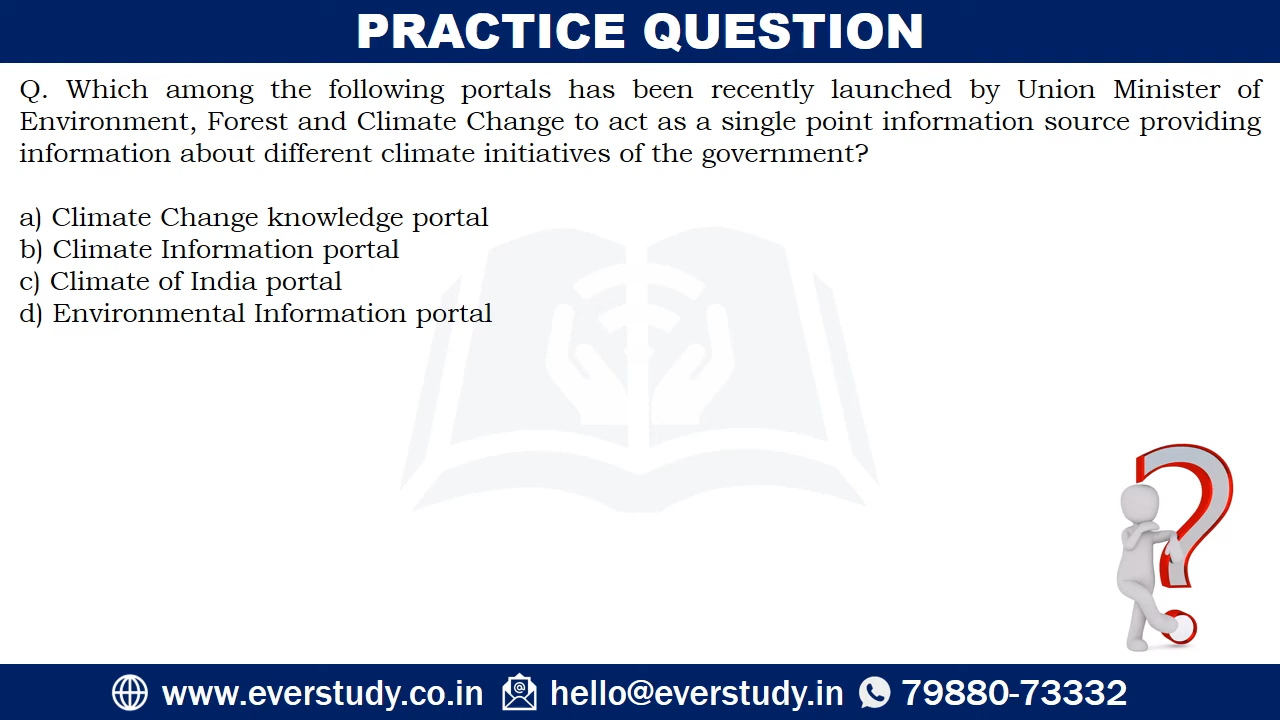 PRACTICE QUESTION
Q. Which among the following portals has been recently launched by Union Minister of
Environment, Forest and Climate Change to act as a single point information source providing
information about different climate initiatives of the government?
a) Climate Change knowledge portal
b) Climate Information portal
c) Climate of India portal
d) Environmental Information portal
www.everstudy.co.in hello@everstudy.in 79880-73332